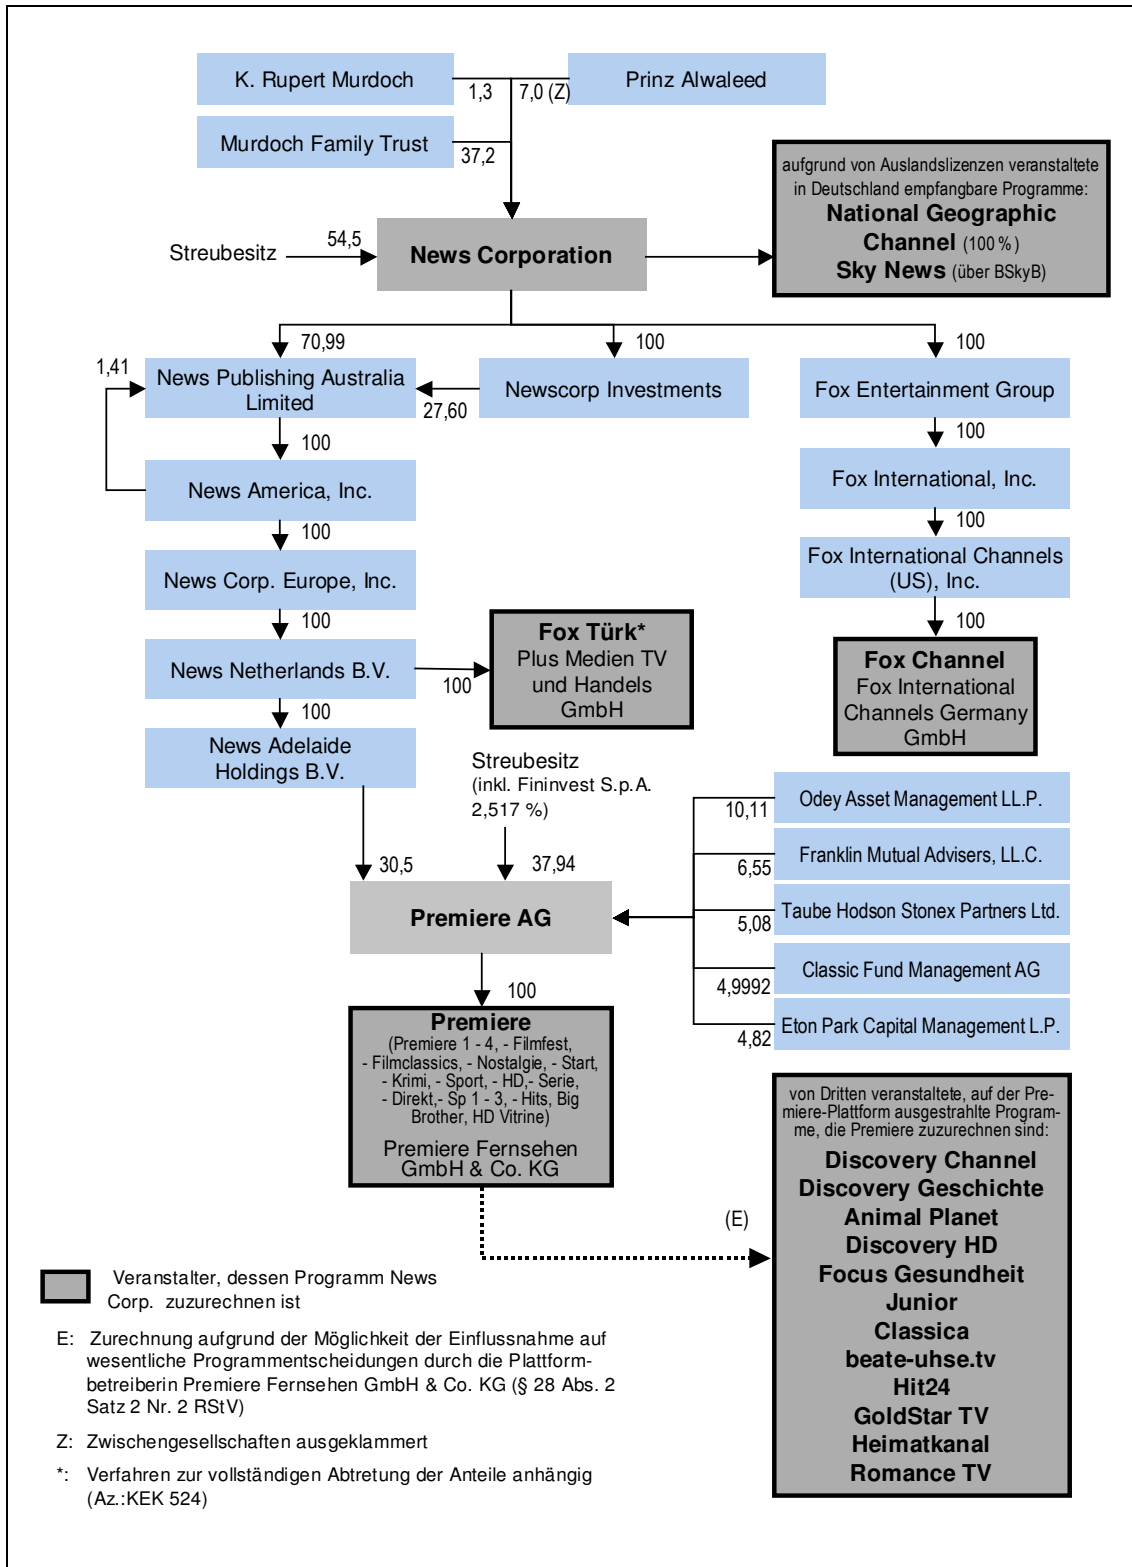 K. Rupert Murdoch
1,3
7,0 (Z)
Prinz Alwaleed
Murdoch Family Trust
37,2
aufgrund von Auslandslizenzen veranstaltete
in Deutschland empfangbare Programme:
National Geographic
Channel (100 %)
Sky News (über BSkyB)
Streubesitz
54,5
News Corporation
70,99
100
100
1,41
News Publishing Australia
Limited
27,60
Newscorp Investments
Fox Entertainment Group
100
100
News America, Inc.
Fox International, Inc.
100
100
News Corp. Europe, Inc.
Fox International Channels
(US), Inc.
100
100
News Netherlands B.V.
100
Fox Türk*
Plus Medien TV
und Handels
GmbH
Fox Channel
Fox International
Channels Germany
GmbH
100
News Adelaide
Holdings B.V.
Streubesitz
(inkl. Fininvest S.p.A.
2,517 %)
30,5
37,94
Odey Asset Management LL.P.
10,11
Franklin Mutual Advisers, LL.C.
6,55
Taube Hodson Stonex Partners Ltd.
5,08
Classic Fund Management AG
4,9992
Eton Park Capital Management L.P.
4,82
Premiere AG
100
Premiere
(Premiere 1 - 4, - Filmfest,
- Filmclassics, - Nostalgie, - Start,
- Krimi, - Sport, - HD,- Serie,
- Direkt,- Sp 1 - 3, - Hits, Big
Brother, HD Vitrine)
Premiere Fernsehen
GmbH & Co. KG
(E)
von Dritten veranstaltete, auf der Pre-
miere-Plattform ausgestrahlte Program-
me, die Premiere zuzurechnen sind:
Discovery Channel
Discovery Geschichte
Animal Planet
Discovery HD
Focus Gesundheit
Junior
Classica
beate-uhse.tv
Hit24
GoldStar TV
Heimatkanal
Romance TV
Veranstalter, dessen Programm News
Corp. zuzurechnen ist
E: Zurechnung aufgrund der Möglichkeit der Einflussnahme auf
wesentliche Programmentscheidungen durch die Plattform-
betreiberin Premiere Fernsehen GmbH & Co. KG (§ 28 Abs. 2
Satz 2 Nr. 2 RStV)
Z: Zwischengesellschaften ausgeklammert
*: Verfahren zur vollständigen Abtretung der Anteile anhängig
(Az.:KEK 524)